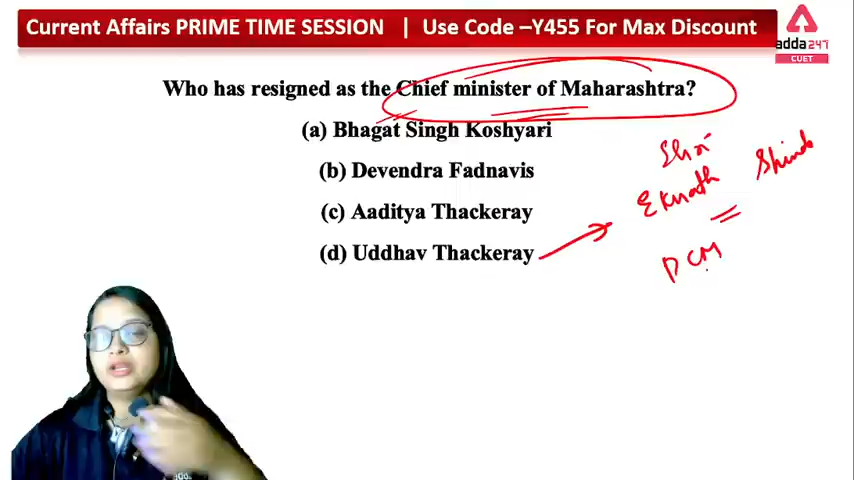 Current Affairs PRIME TIME SESSION | Use Code –Y455 For Max Discount
adda247
CUET
Who has resigned as the Chief minister of Maharashtra?
(a) Bhagat Singh Koshyari
(b) Devendra Fadnavis
(c) Aaditya Thackeray
(d) Uddhav Thackeray
Shri
Eknath Shinde
DCM